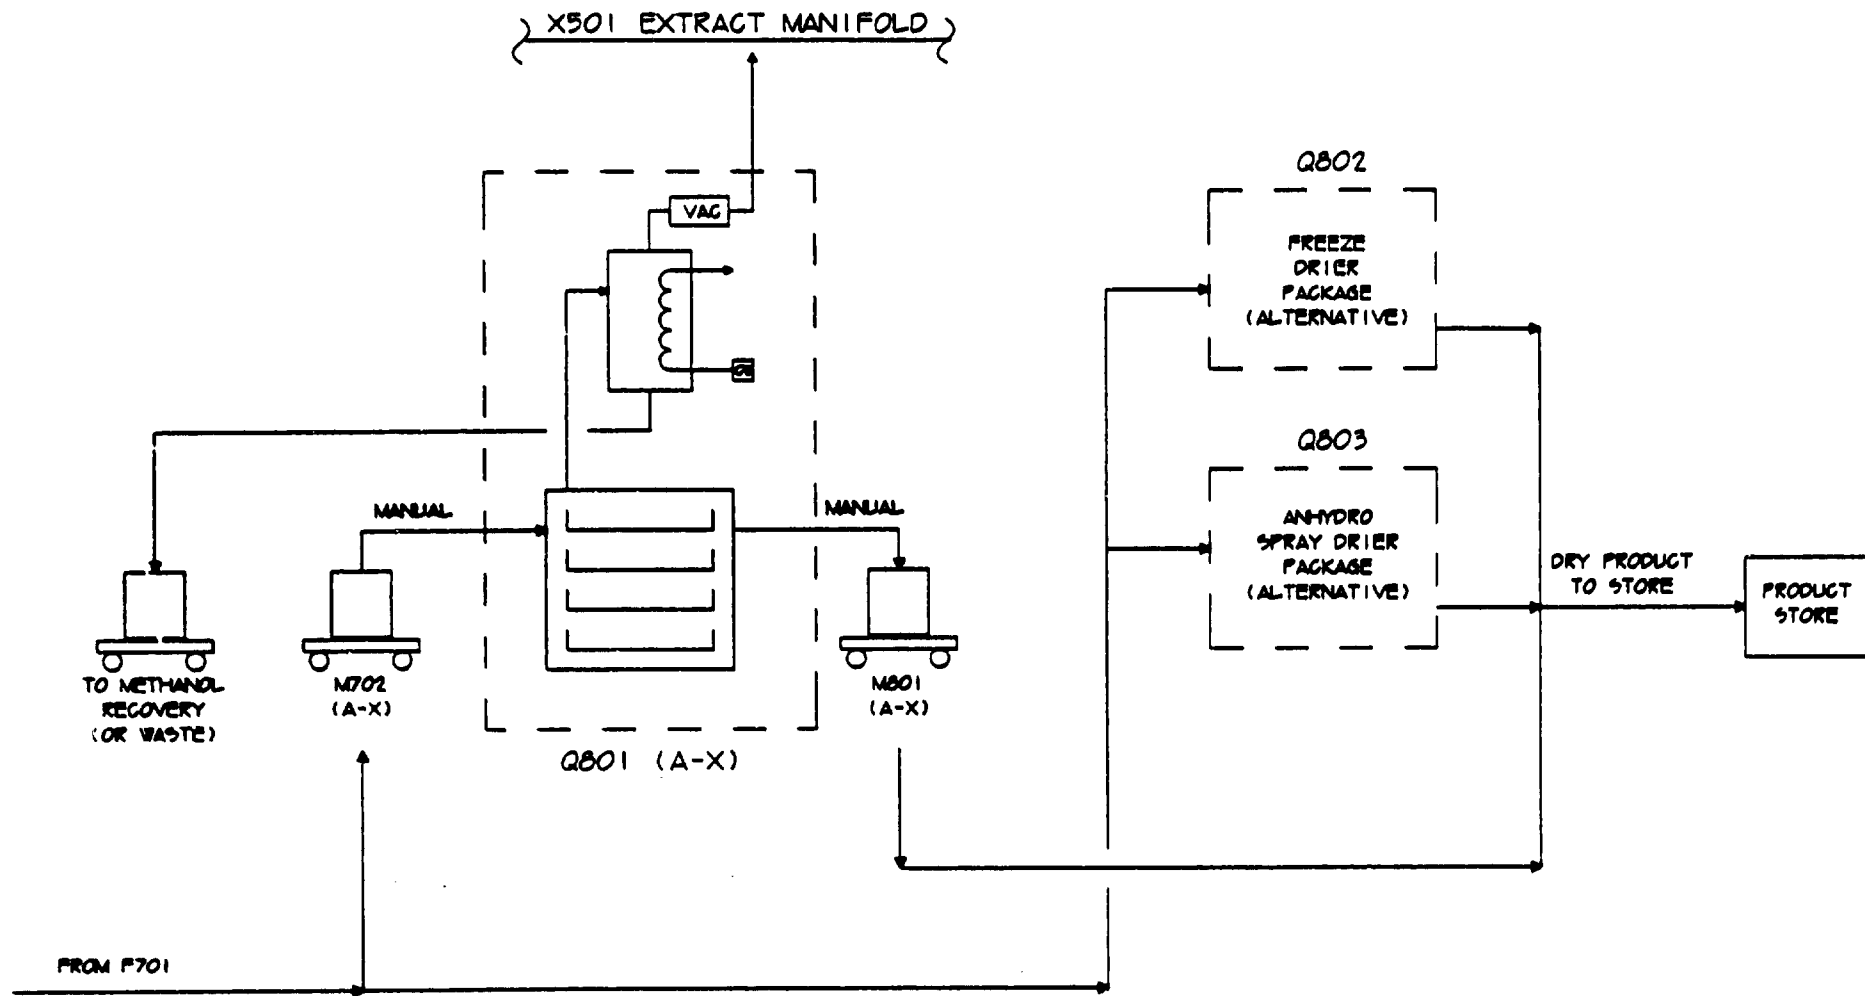 X501 EXTRACT MANIFOLD
Q802
VAC
FREEZE
DRIER
PACKAGE
(ALTERNATIVE)
Q803
MANUAL
MANUAL
ANHYDRO
SPRAY DRIER
PACKAGE
(ALTERNATIVE)
DRY PRODUCT
TO STORE
PRODUCT
STORE
TO METHANOL
RECOVERY
(OR WASTE)
M702
(A-X)
M801
(A-X)
Q801 (A-X)
FROM F701